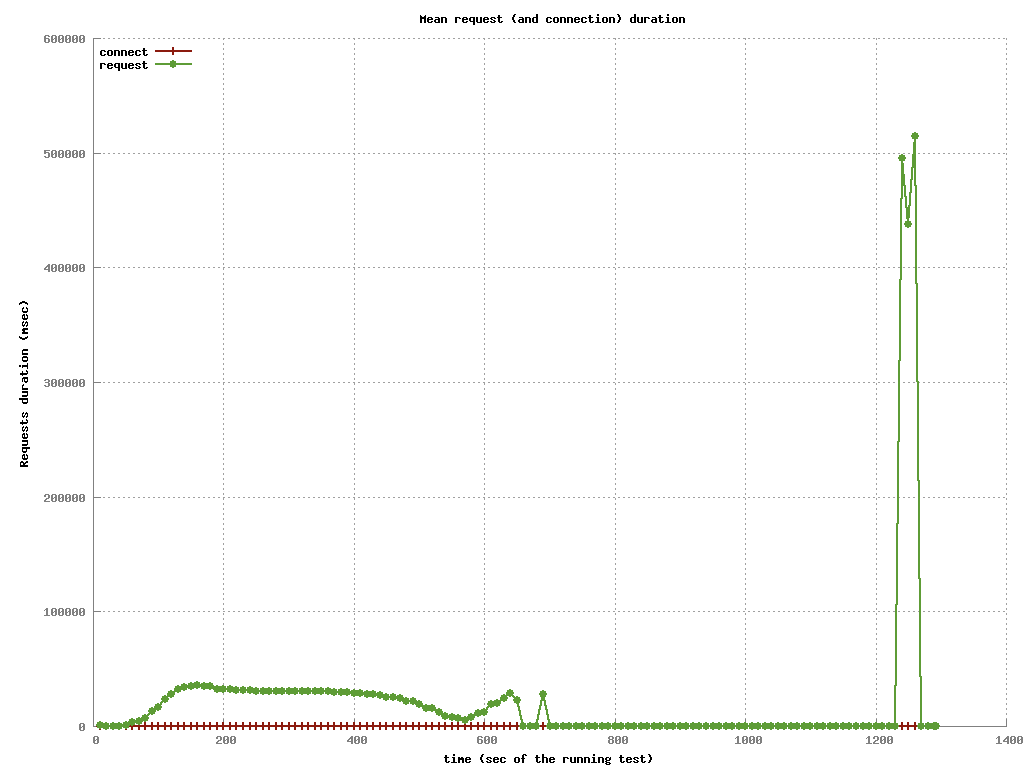 Mean request (and connection) duration
600000
connect
request
500000
400000
300000
200000
100000
0
Requests duration (msec)
0 200 400 600 800 1000 1200 1400
time (sec of the running test)